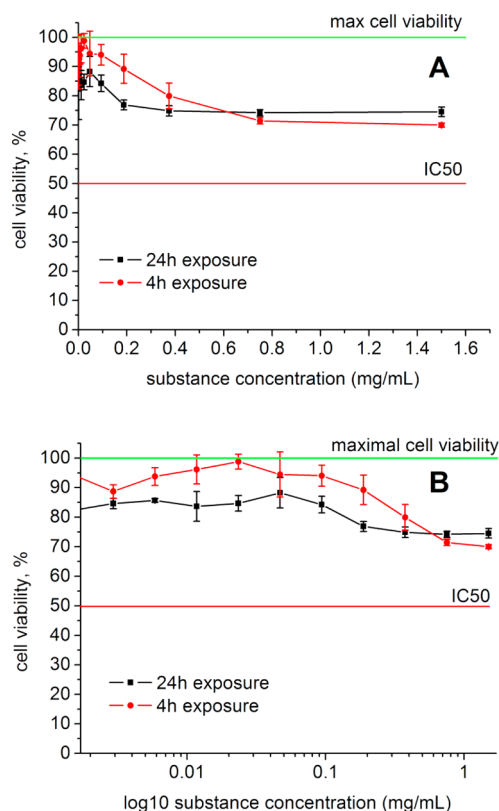 max cell viability
100
90
80
70
60
50
40
30
20
10
0
A
IC50
24h exposure
4h exposure
cell viability, %
0.0 0.2 0.4 0.6 0.8 1.0 1.2 1.4 1.6
substance concentration (mg/mL)
maximal cell viability
100
90
80
70
60
50
40
30
20
10
0
B
IC50
24h exposure
4h exposure
cell viability, %
0.01 0.1 1
log10 substance concentration (mg/mL)